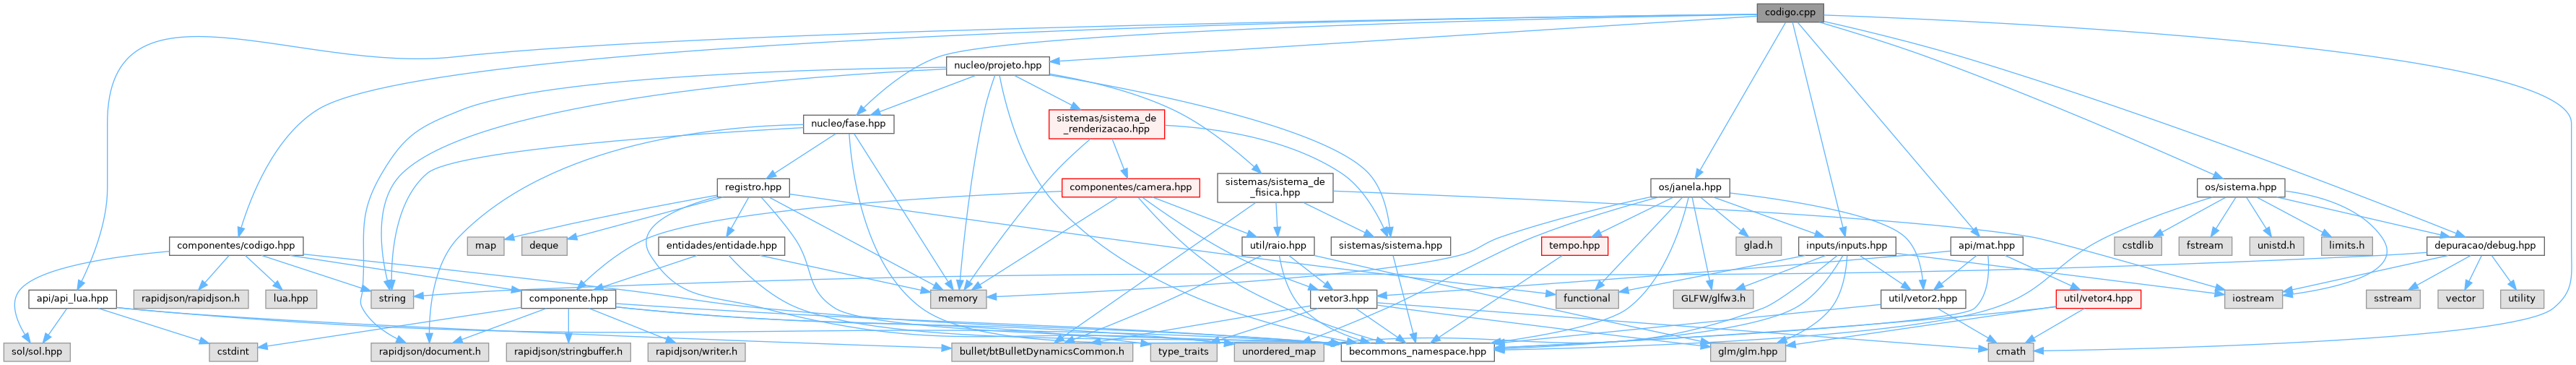 codigo.cpp
nucleo/projeto.hpp
nucleo/fase.hpp
sistemas/sistema_de
_renderizacao.hpp
registro.hpp
componentes/camera.hpp
sistemas/sistema_de
_fisica.hpp
os/janela.hpp
os/sistema.hpp
componentes/codigo.hpp
map
deque
entidades/entidade.hpp
util/raio.hpp
sistemas/sistema.hpp
tempo.hpp
glad.h
inputs/inputs.hpp
api/mat.hpp
cstdlib
fstream
unistd.h
limits.h
depuracao/debug.hpp
api/api_lua.hpp
rapidjson/rapidjson.h
lua.hpp
string
componente.hpp
memory
vetor3.hpp
functional
GLFW/glfw3.h
util/vetor2.hpp
util/vetor4.hpp
iostream
sstream
vector
utility
sol/sol.hpp
cstdint
rapidjson/document.h
rapidjson/stringbuffer.h
rapidjson/writer.h
bullet/btBulletDynamicsCommon.h
type_traits
unordered_map
becommons_namespace.hpp
glm/glm.hpp
cmath